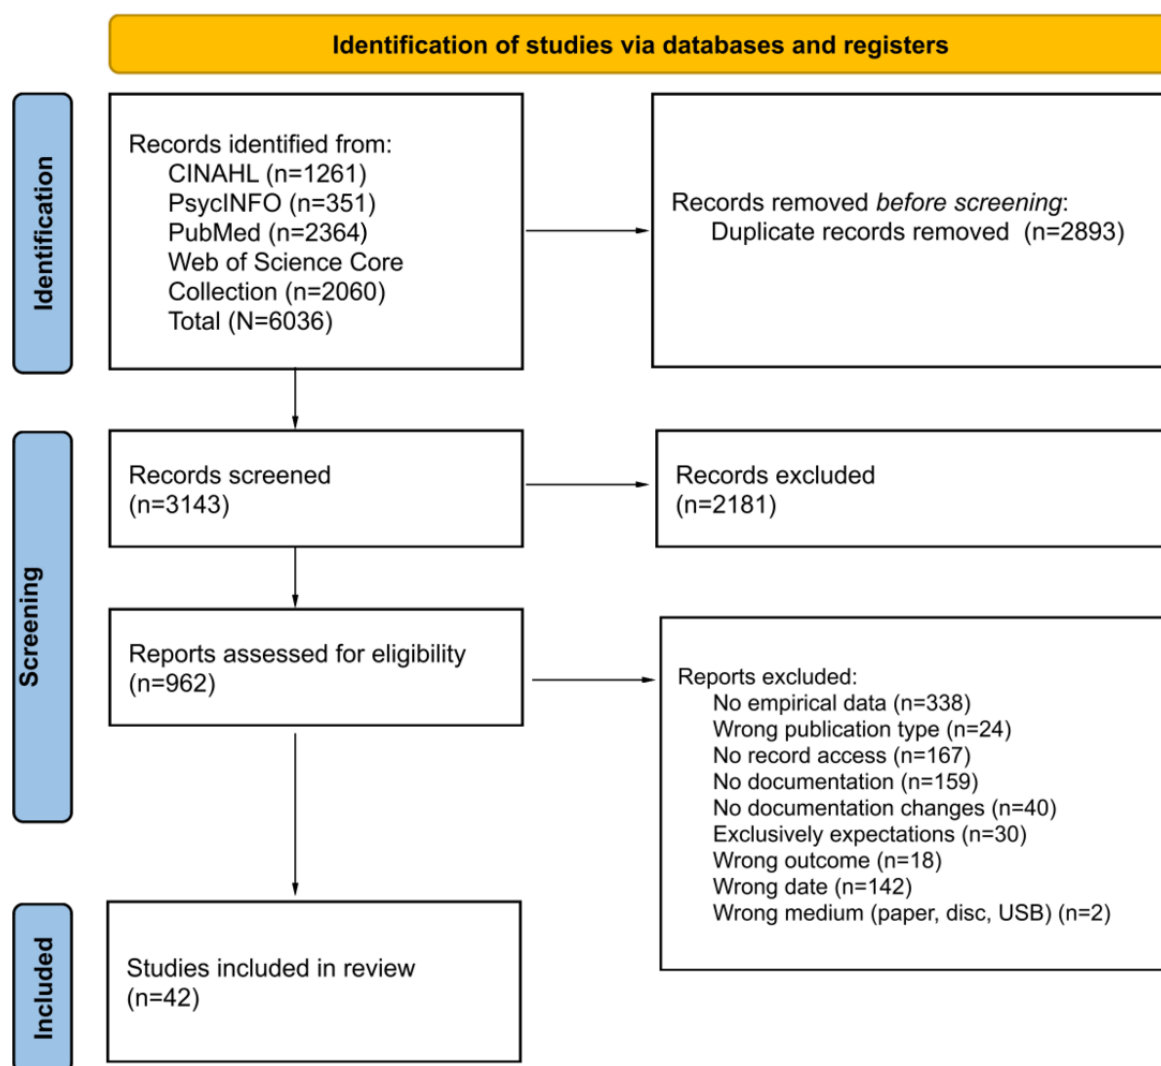 Identification of studies via databases and registers
Identification
Records identified from:
CINAHL (n=1261)
PsycINFO (n=351)
PubMed (n=2364)
Web of Science Core
Collection (n=2060)
Total (N=6036)
Records removed before screening:
Duplicate records removed (n=2893)
Screening
Records screened
(n=3143)
Records excluded
(n=2181)
Reports assessed for eligibility
(n=962)
Reports excluded:
No empirical data (n=338)
Wrong publication type (n=24)
No record access (n=167)
No documentation (n=159)
No documentation changes (n=40)
Exclusively expectations (n=30)
Wrong outcome (n=18)
Wrong date (n=142)
Wrong medium (paper, disc, USB) (n=2)
Included
Studies included in review
(n=42)